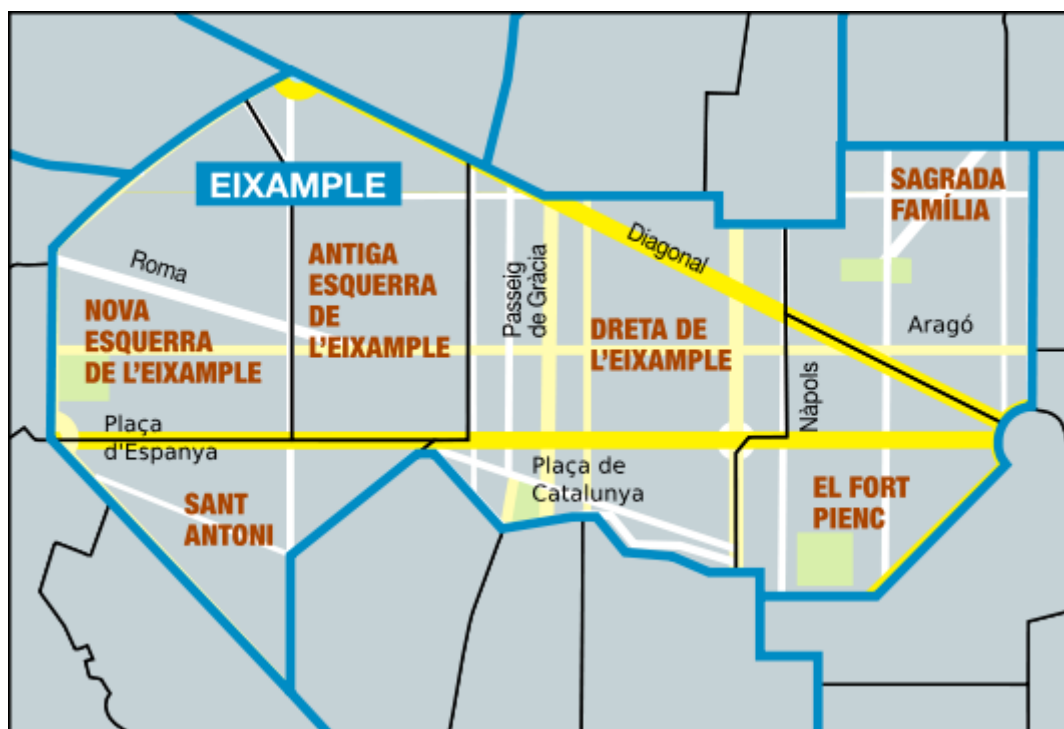 EIXAMPLE
SAGRADA
FAMÍLIA
Roma
ANTIGA
ESQUERRA
DE
L'EIXAMPLE
Passeig
de Gràcia
Diagonal
NOVA
ESQUERRA
DE L'EIXAMPLE
DRETA DE
L'EIXAMPLE
Aragó
Nàpols
Plaça
d'Espanya
Plaça de
Catalunya
SANT
ANTONI
EL FORT
PIENC